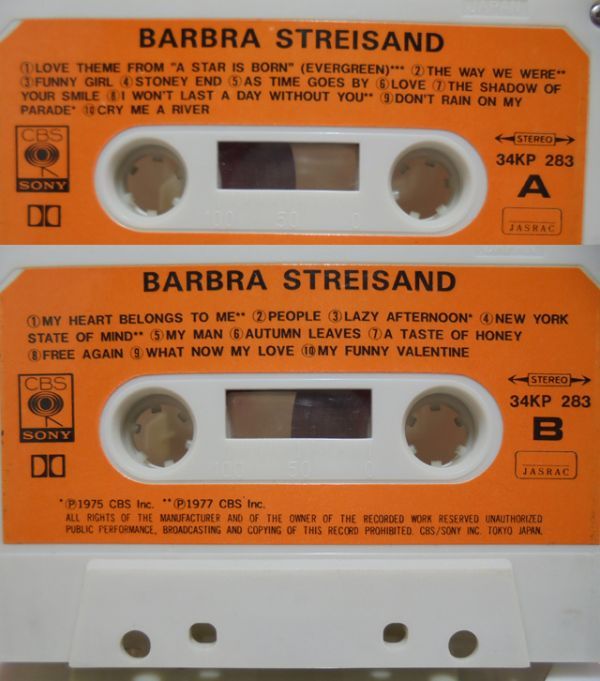 JAPAN
BARBRA STREISAND
①LOVE THEME FROM "A STAR IS BORN" (EVERGREEN)*** ②THE WAY WE WERE**
③FUNNY GIRL ④STONEY END ⑤AS TIME GOES BY ⑥LOVE ⑦THE SHADOW OF
YOUR SMILE ⑧I WON'T LAST A DAY WITHOUT YOU** ⑨DON'T RAIN ON MY
PARADE* ⑩CRY ME A RIVER
CBS
SONY
STEREO
34KP 283
A
JASRAC
100 50 0
BARBRA STREISAND
①MY HEART BELONGS TO ME** ②PEOPLE ③LAZY AFTERNOON* ④NEW YORK
STATE OF MIND** ⑤MY MAN ⑥AUTUMN LEAVES ⑦A TASTE OF HONEY
⑧FREE AGAIN ⑨WHAT NOW MY LOVE ⑩MY FUNNY VALENTINE
CBS
SONY
STEREO
34KP 283
B
JASRAC
100 50 0
*Ⓟ1975 CBS Inc. **Ⓟ1977 CBS Inc.
ALL RIGHTS OF THE MANUFACTURER AND OF THE OWNER OF THE RECORDED WORK RESERVED UNAUTHORIZED
PUBLIC PERFORMANCE, BROADCASTING AND COPYING OF THIS RECORD PROHIBITED. CBS/SONY INC. TOKYO JAPAN.